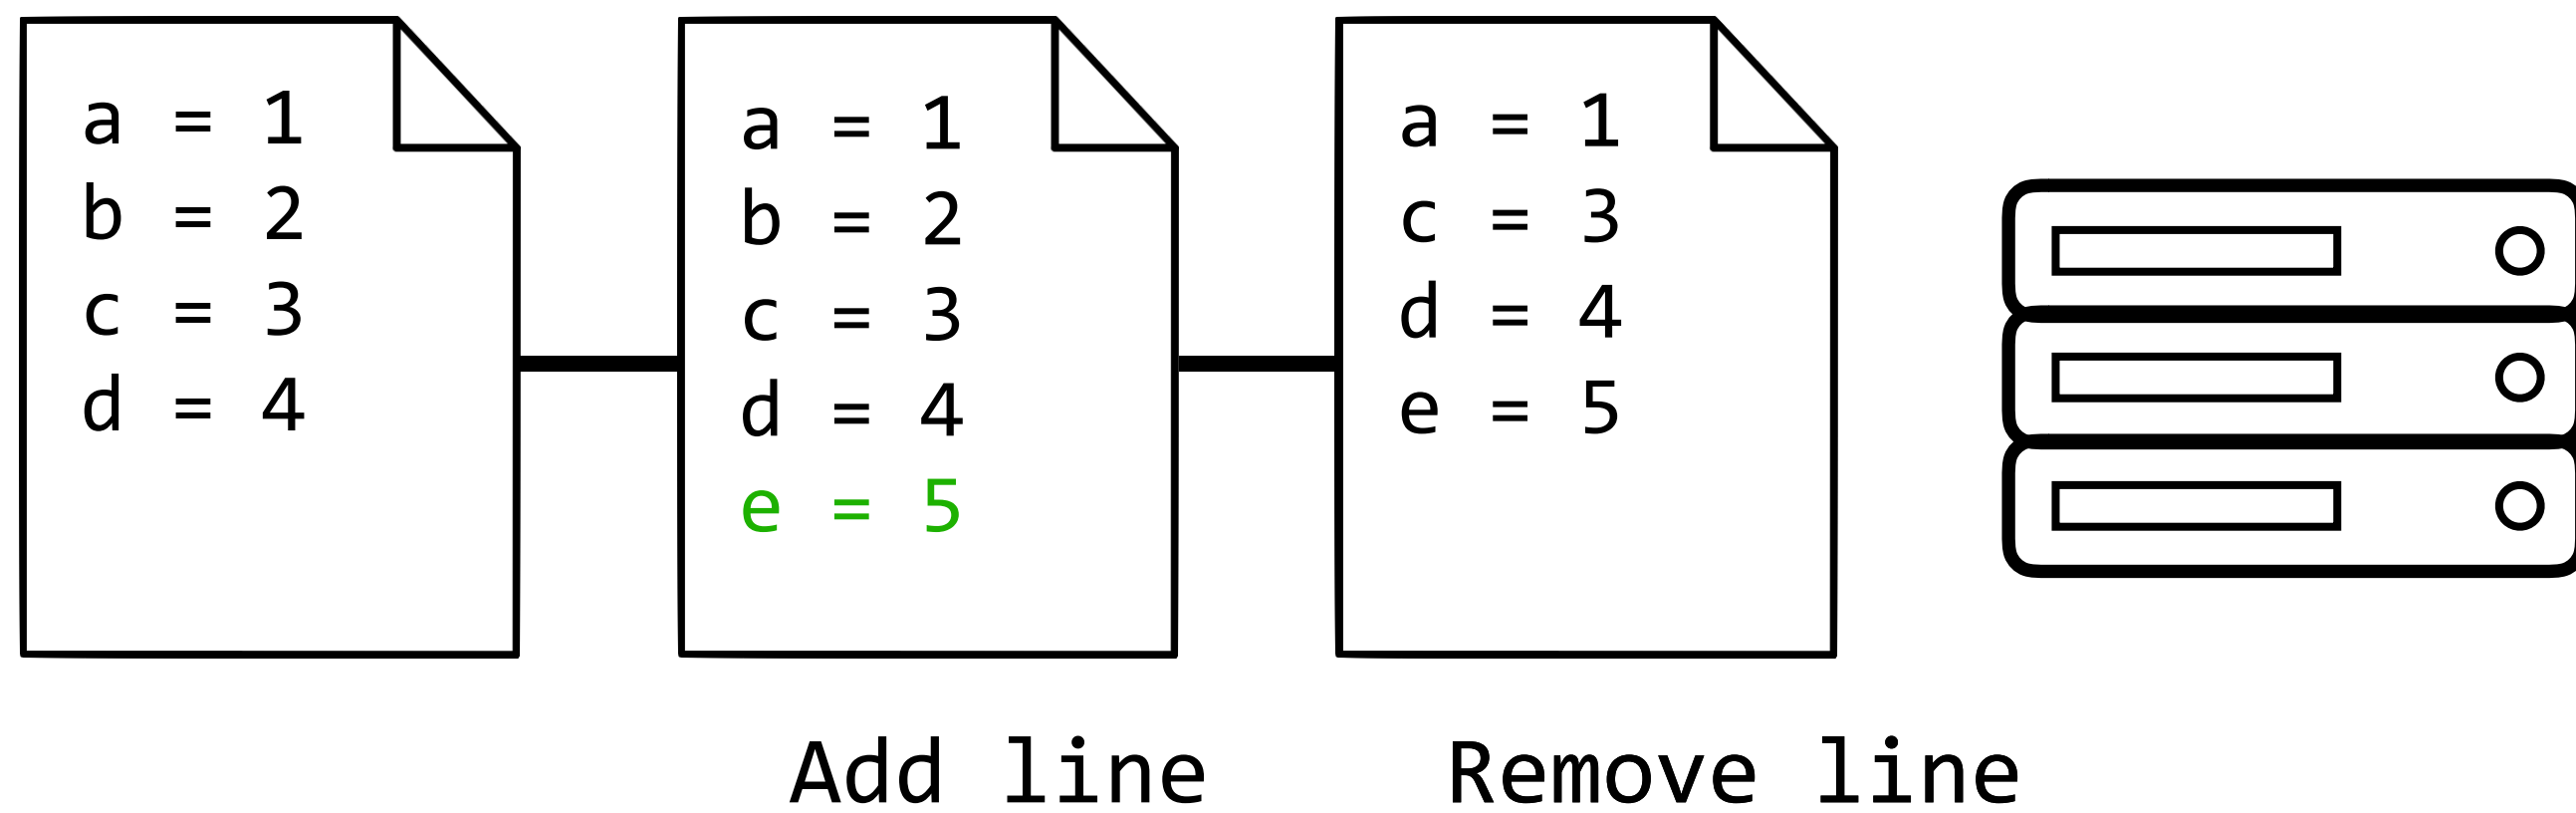 a = 1
b = 2
c = 3
d = 4
a = 1
b = 2
c = 3
d = 4
e = 5
a = 1
c = 3
d = 4
e = 5
Add line
Remove line